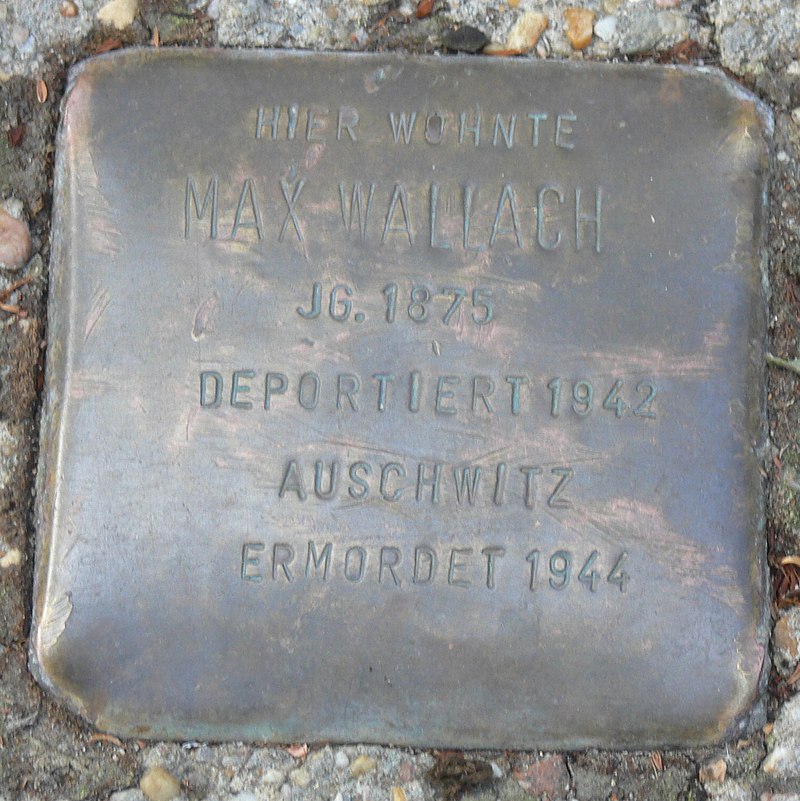 HIER WOHNTE
MAX WALLACH
JG. 1875
DEPORTIERT 1942
AUSCHWITZ
ERMORDET 1944